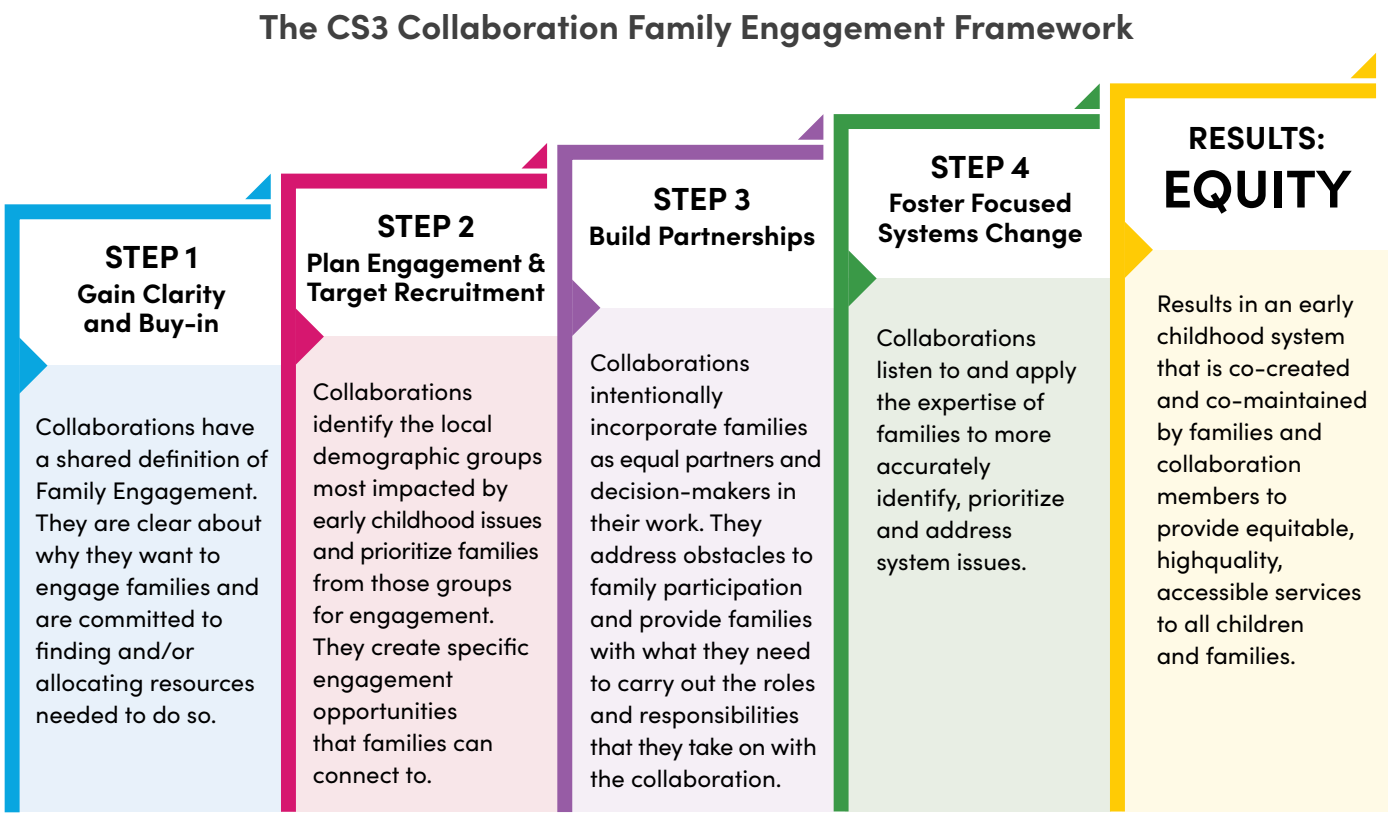 The CS3 Collaboration Family Engagement Framework
STEP 1
Gain Clarity
and Buy-in
Collaborations have
a shared definition of
Family Engagement.
They are clear about
why they want to
engage families and
are committed to
finding and/or
allocating resources
needed to do so.
STEP 2
Plan Engagement &
Target Recruitment
Collaborations
identify the local
demographic groups
most impacted by
early childhood issues
and prioritize families
from those groups
for engagement.
They create specific
engagement
opportunities
that families can
connect to.
STEP 3
Build Partnerships
Collaborations
intentionally
incorporate families
as equal partners and
decision-makers in
their work. They
address obstacles to
family participation
and provide families
with what they need
to carry out the roles
and responsibilities
that they take on with
the collaboration.
STEP 4
Foster Focused
Systems Change
Collaborations
listen to and apply
the expertise of
families to more
accurately
identify, prioritize
and address
system issues.
RESULTS:
EQUITY
Results in an early
childhood system
that is co-created
and co-maintained
by families and
collaboration
members to
provide equitable,
highquality,
accessible services
to all children
and families.